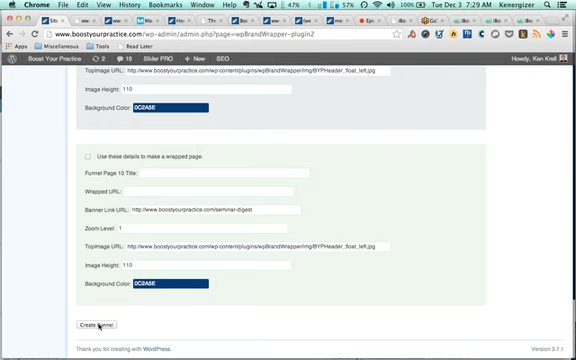 Chrome File Edit View History Bookmarks Window Help 47% 57% Tue Dec 3 7:29 AM Kenergizer
www.boostyourpractice.com/wp-admin/admin.php?page=wpBrandWrapper-plugin2
Apps Miscellaneous Tools Read Later
Boost Your Practice 2 19 Slider PRO + New SEO Howdy, Ken Kreil
TopImage URL: http://www.boostyourpractice.com/wp-content/plugins/wpBrandWrapper/img/BYPHeader_float_left.jpg
Image Height: 110
Background Color: 0C2A5E
Use these details to make a wrapped page.
Funnel Page 10 Title:
Wrapped URL:
Banner Link URL: http://www.boostyourpractice.com/seminar-digest
Zoom Level: 1
TopImage URL: http://www.boostyourpractice.com/wp-content/plugins/wpBrandWrapper/img/BYPHeader_float_left.jpg
Image Height: 110
Background Color: 0C2A5E
Create Funnel
Thank you for creating with WordPress. Version 3.7.1